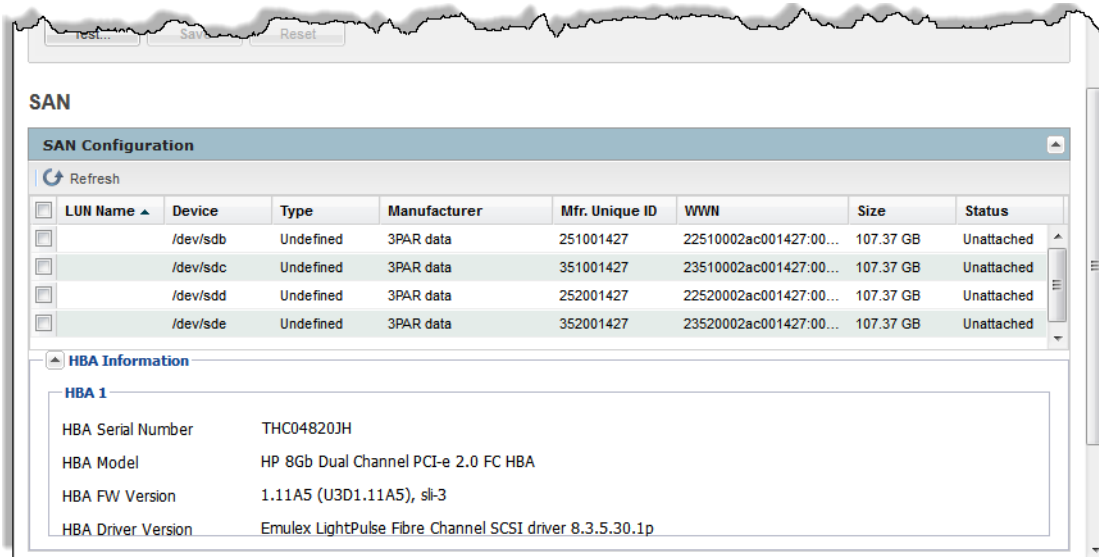 Test... Save Reset
SAN
SAN Configuration
Refresh
LUN Name Device Type Manufacturer Mfr. Unique ID WWN Size Status
/dev/sdb Undefined 3PAR data 251001427 22510002ac001427:00... 107.37 GB Unattached
/dev/sdc Undefined 3PAR data 351001427 23510002ac001427:00... 107.37 GB Unattached
/dev/sdd Undefined 3PAR data 252001427 22520002ac001427:00... 107.37 GB Unattached
/dev/sde Undefined 3PAR data 352001427 23520002ac001427:00... 107.37 GB Unattached
HBA Information
HBA 1
HBA Serial Number THC04820JH
HBA Model HP 8Gb Dual Channel PCI-e 2.0 FC HBA
HBA FW Version 1.11A5 (U3D1.11A5), sli-3
HBA Driver Version Emulex LightPulse Fibre Channel SCSI driver 8.3.5.30.1p